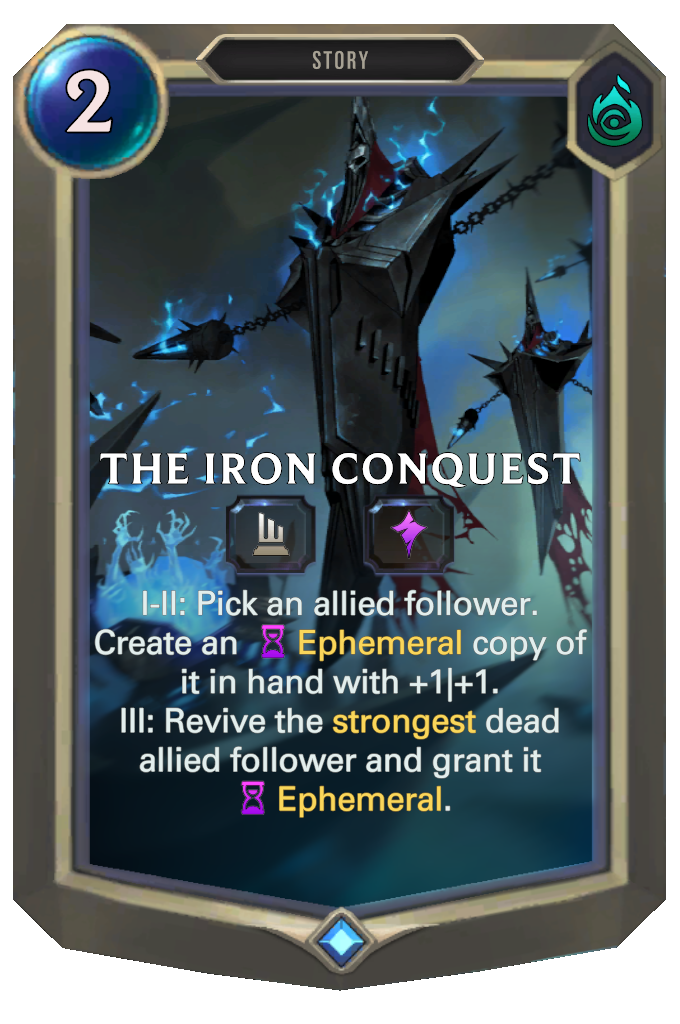 STORY
2
THE IRON CONQUEST
I-II: Pick an allied follower.
Create an Ephemeral copy of
it in hand with +1|+1.
III: Revive the strongest dead
allied follower and grant it
Ephemeral.